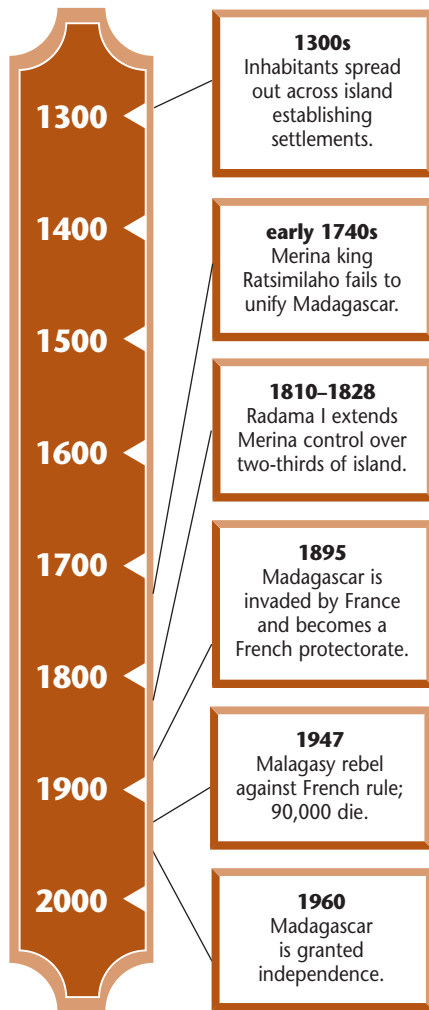 1300
1400
1500
1600
1700
1800
1900
2000
1300s
Inhabitants spread
out across island
establishing
settlements.
early 1740s
Merina king
Ratsimilaho fails to
unify Madagascar.
1810–1828
Radama I extends
Merina control over
two-thirds of island.
1895
Madagascar is
invaded by France
and becomes a
French protectorate.
1947
Malagasy rebel
against French rule;
90,000 die.
1960
Madagascar
is granted
independence.